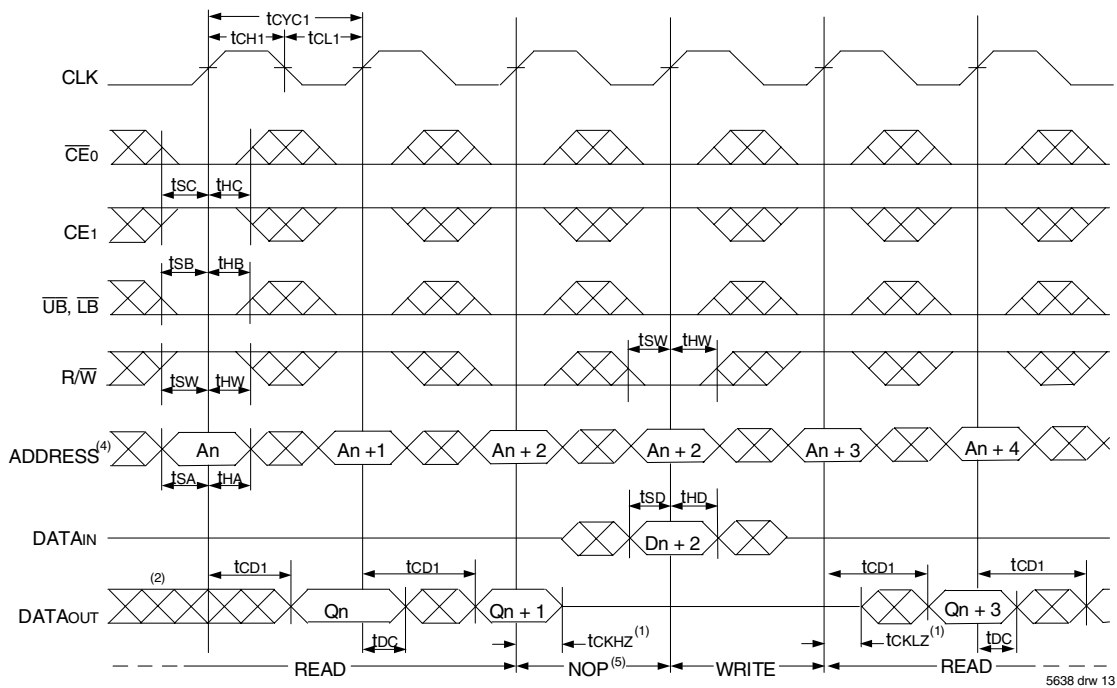 tCYC1
tCH1 tCL1
CLK
CE0
tSC tHC
CE1
tSB tHB
UB, LB
tSW tHW
R/W
tSW tHW
ADDRESS(4) An An +1 An + 2 An + 2 An + 3 An + 4
tSA tHA
tSD tHD
DATAIN Dn + 2
(2) tCD1 tCD1 tCD1 tCD1
DATAOUT Qn Qn + 1 Qn + 3
tDC tCKHZ(1) tCKLZ(1) tDC
READ NOP(5) WRITE READ
5638 drw 13